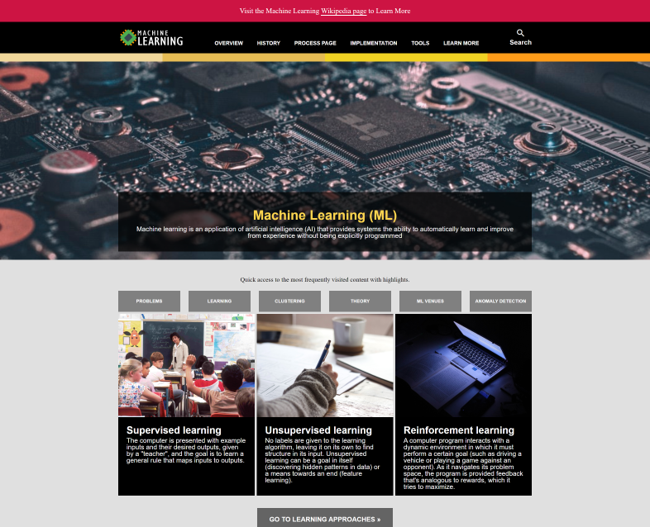 Visit the Machine Learning Wikipedia page to Learn More
MACHINE
LEARNING
OVERVIEW
HISTORY
PROCESS PAGE
IMPLEMENTATION
TOOLS
LEARN MORE
Search
Machine Learning (ML)
Machine learning is an application of artificial intelligence (AI) that provides systems the ability to automatically learn and improve
from experience without being explicitly programmed
Quick access to the most frequently visited content with highlights.
PROBLEMS
LEARNING
CLUSTERING
THEORY
ML VENUES
ANOMALY DETECTION
Supervised learning
The computer is presented with example
inputs and their desired outputs, given
by a "teacher", and the goal is to learn a
general rule that maps inputs to outputs.
Unsupervised learning
No labels are given to the learning
algorithm, leaving it on its own to find
structure in its input. Unsupervised
learning can be a goal in itself
(discovering hidden patterns in data) or
a means towards an end (feature
learning).
Reinforcement learning
A computer program interacts with a
dynamic environment in which it must
perform a certain goal (such as driving a
vehicle or playing a game against an
opponent). As it navigates its problem
space, the program is provided feedback
that's analogous to rewards, which it
tries to maximize.
GO TO LEARNING APPROACHES »